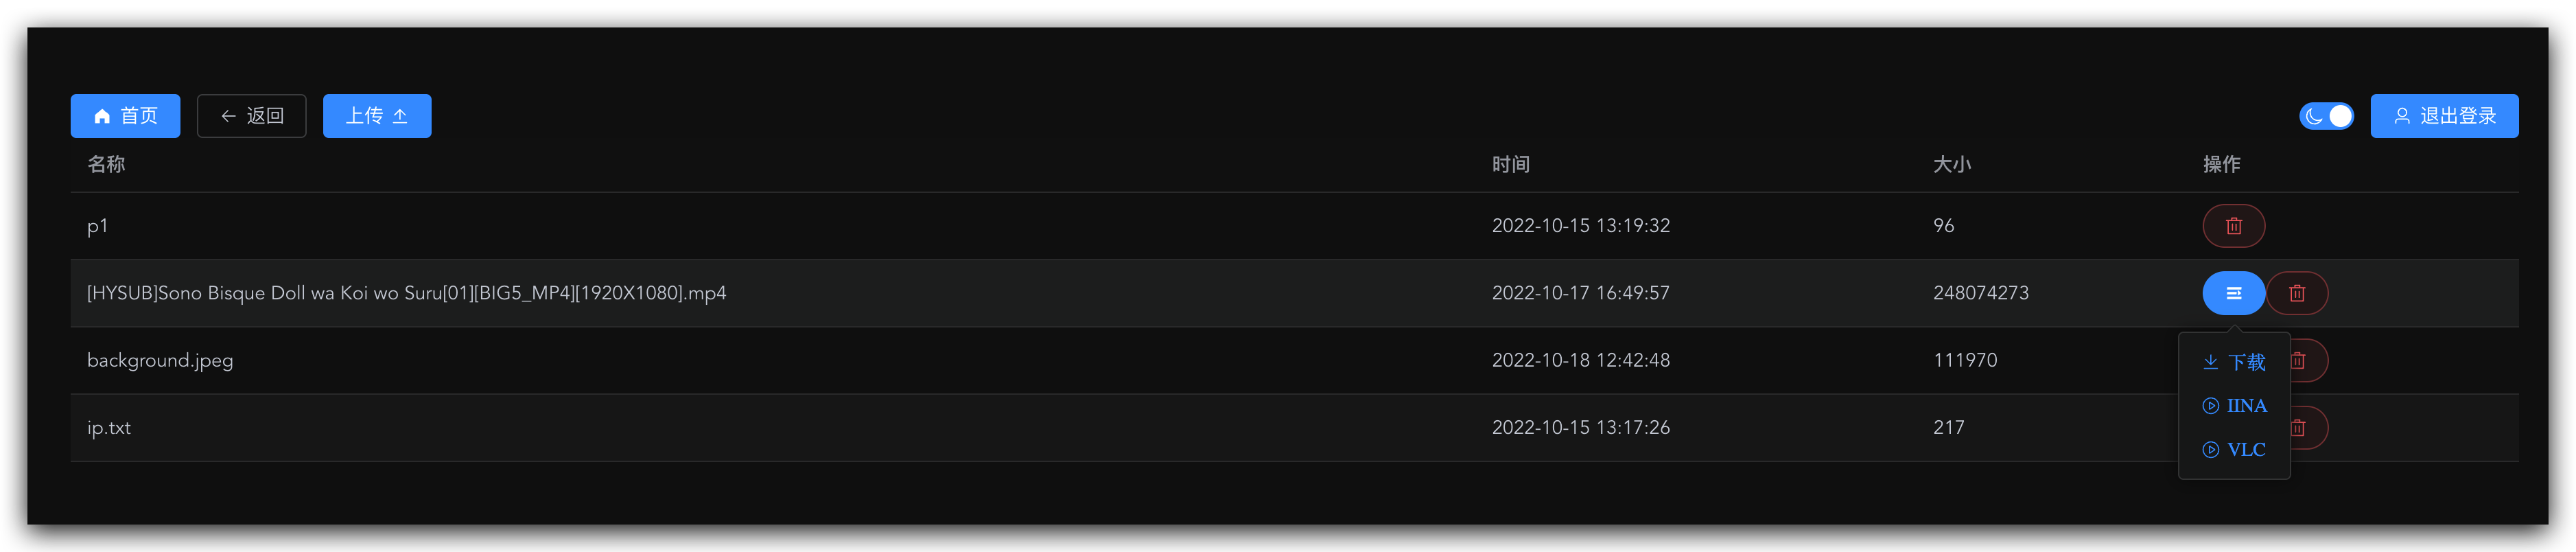 首页 返回 上传 退出登录
名称 时间 大小 操作
p1 2022-10-15 13:19:32 96
[HYSUB]Sono Bisque Doll wa Koi wo Suru[01][BIG5_MP4][1920X1080].mp4 2022-10-17 16:49:57 248074273
background.jpeg 2022-10-18 12:42:48 111970
下载
IINA
ip.txt 2022-10-15 13:17:26 217
VLC